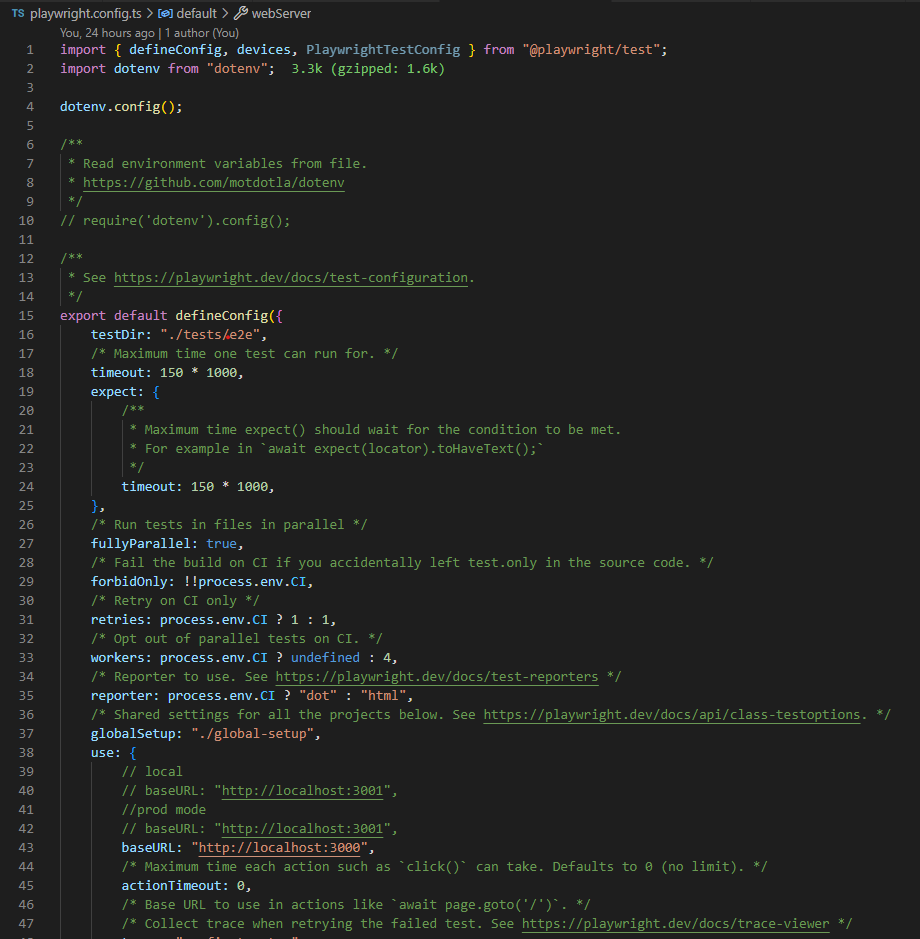 TS playwright.config.ts > default > webServer
You, 24 hours ago | 1 author (You)
1 import { defineConfig, devices, PlaywrightTestConfig } from "@playwright/test";
2 import dotenv from "dotenv"; 3.3k (gzipped: 1.6k)
3
4 dotenv.config();
5
6 /**
7  * Read environment variables from file.
8  * https://github.com/motdotla/dotenv
9  */
10 // require('dotenv').config();
11
12 /**
13  * See https://playwright.dev/docs/test-configuration.
14  */
15 export default defineConfig({
16     testDir: "./tests/e2e",
17     /* Maximum time one test can run for. */
18     timeout: 150 * 1000,
19     expect: {
20         /**
21          * Maximum time expect() should wait for the condition to be met.
22          * For example in `await expect(locator).toHaveText();`
23          */
24         timeout: 150 * 1000,
25     },
26     /* Run tests in files in parallel */
27     fullyParallel: true,
28     /* Fail the build on CI if you accidentally left test.only in the source code. */
29     forbidOnly: !!process.env.CI,
30     /* Retry on CI only */
31     retries: process.env.CI ? 1 : 1,
32     /* Opt out of parallel tests on CI. */
33     workers: process.env.CI ? undefined : 4,
34     /* Reporter to use. See https://playwright.dev/docs/test-reporters */
35     reporter: process.env.CI ? "dot" : "html",
36     /* Shared settings for all the projects below. See https://playwright.dev/docs/api/class-testoptions. */
37     globalSetup: "./global-setup",
38     use: {
39         // local
40         // baseURL: "http://localhost:3001",
41         //prod mode
42         // baseURL: "http://localhost:3001",
43         baseURL: "http://localhost:3000",
44         /* Maximum time each action such as `click()` can take. Defaults to 0 (no limit). */
45         actionTimeout: 0,
46         /* Base URL to use in actions like `await page.goto('/')`. */
47         /* Collect trace when retrying the failed test. See https://playwright.dev/docs/trace-viewer */